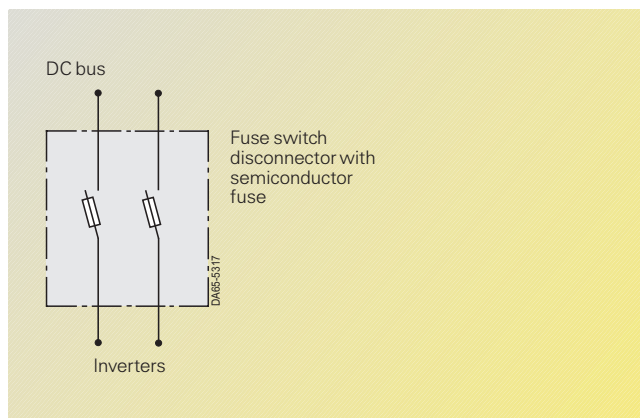 DC bus
Fuse switch
disconnector with
semiconductor
fuse
DA65-5317
Inverters